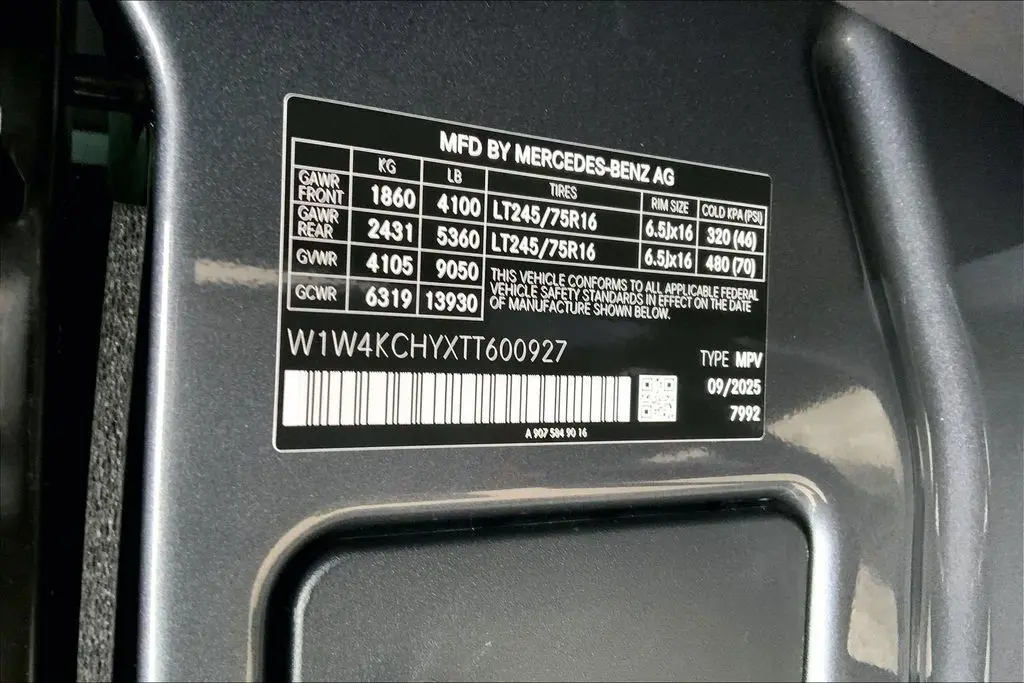 MFD BY MERCEDES-BENZ AG
KG LB TIRES RIM SIZE COLD KPA (PSI)
GAWR FRONT 1860 4100 LT245/75R16 6.5Jx16 320 (46)
GAWR REAR 2431 5360 LT245/75R16 6.5Jx16 480 (70)
GVWR 4105 9050
GCWR 6319 13930
THIS VEHICLE CONFORMS TO ALL APPLICABLE FEDERAL
VEHICLE SAFETY STANDARDS IN EFFECT ON THE DATE
OF MANUFACTURE SHOWN BELOW.
W1W4KCHYXTT600927
TYPE MPV
09/2025
7992
A 907 584 90 16